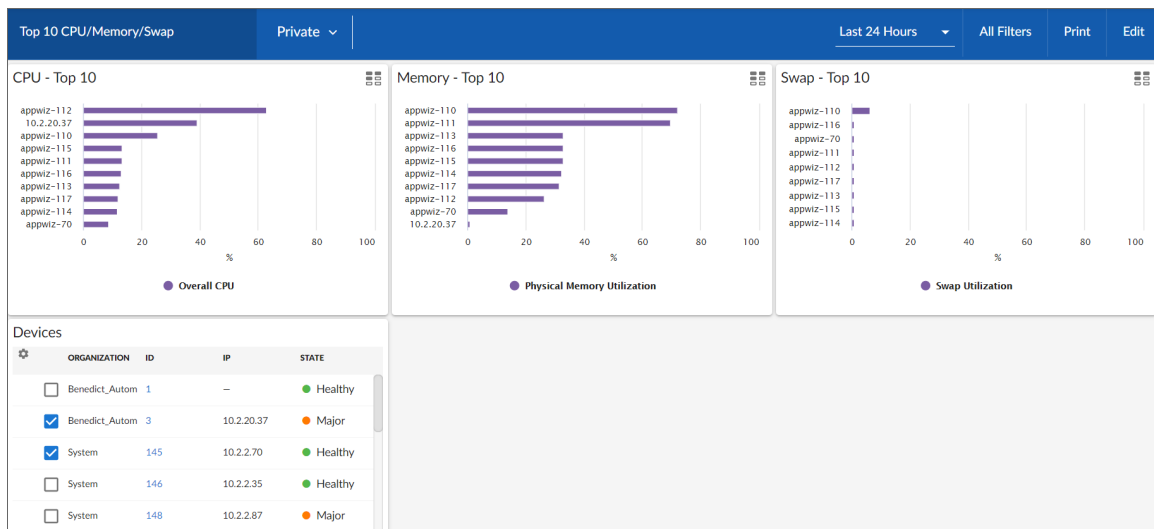 Top 10 CPU/Memory/Swap
Private
Last 24 Hours
All Filters
Print
Edit
CPU - Top 10
appwiz-112
10.2.20.37
appwiz-110
appwiz-115
appwiz-111
appwiz-116
appwiz-113
appwiz-117
appwiz-114
appwiz-70
0 20 40 60 80 100
%
Overall CPU
Memory - Top 10
appwiz-110
appwiz-111
appwiz-113
appwiz-116
appwiz-115
appwiz-114
appwiz-117
appwiz-112
appwiz-70
10.2.20.37
0 20 40 60 80 100
%
Physical Memory Utilization
Swap - Top 10
appwiz-110
appwiz-116
appwiz-70
appwiz-111
appwiz-112
appwiz-117
appwiz-113
appwiz-115
appwiz-114
0 20 40 60 80 100
%
Swap Utilization
Devices
ORGANIZATION ID IP STATE
Benedict_Autom 1 – Healthy
Benedict_Autom 3 10.2.20.37 Major
System 145 10.2.2.70 Healthy
System 146 10.2.2.35 Healthy
System 148 10.2.2.87 Major